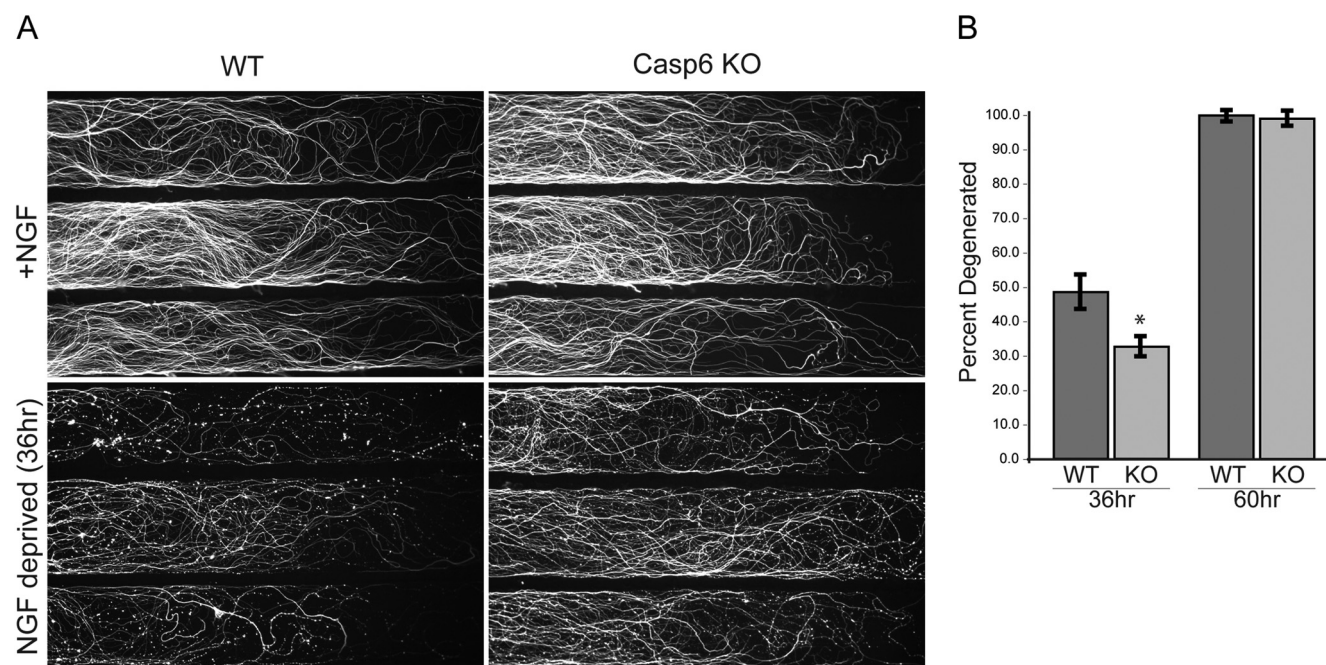 A
WT
Casp6 KO
+NGF
NGF deprived (36hr)
B
Percent Degenerated
100.0
90.0
80.0
70.0
60.0
50.0
40.0
30.0
20.0
10.0
0.0
*
WT KO WT KO
36hr 60hr